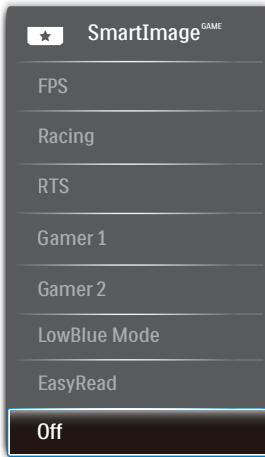 SmartImage GAME
FPS
Racing
RTS
Gamer 1
Gamer 2
LowBlue Mode
EasyRead
Off